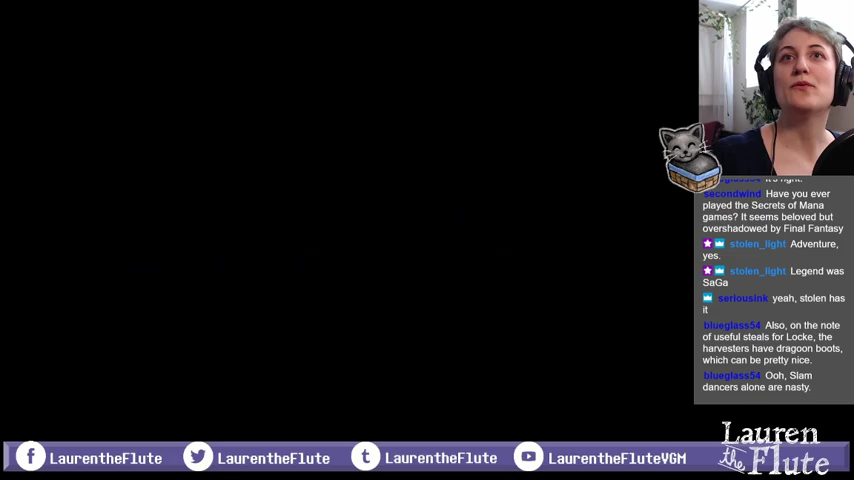 secondwind Have you ever
played the Secrets of Mana
games? It seems beloved but
overshadowed by Final Fantasy
stolen_light Adventure,
yes.
stolen_light Legend was
SaGa
seriousink yeah, stolen has
it
blueglass54 Also, on the note
of useful steals for Locke, the
harvesters have dragoon boots,
which can be pretty nice.
blueglass54 Ooh, Slam
dancers alone are nasty.
LaurentheFlute
LaurentheFlute
LaurentheFlute
LaurentheFluteVGM
Lauren
the Flute